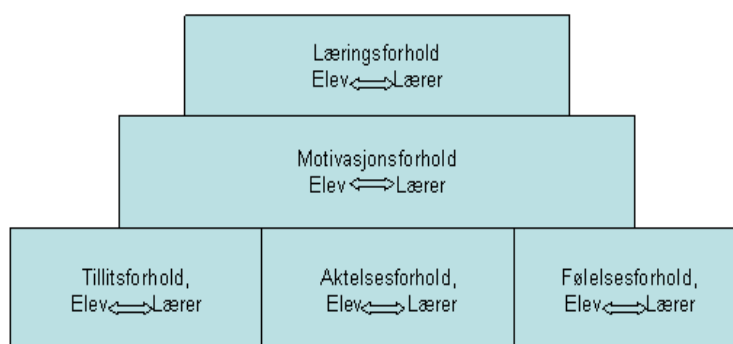 Læringsforhold
Elev⇔Lærer
Motivasjonsforhold
Elev⇔Lærer
Tillitsforhold,
Elev⇔Lærer
Aktelsesforhold,
Elev⇔Lærer
Følelsesforhold,
Elev⇔Lærer